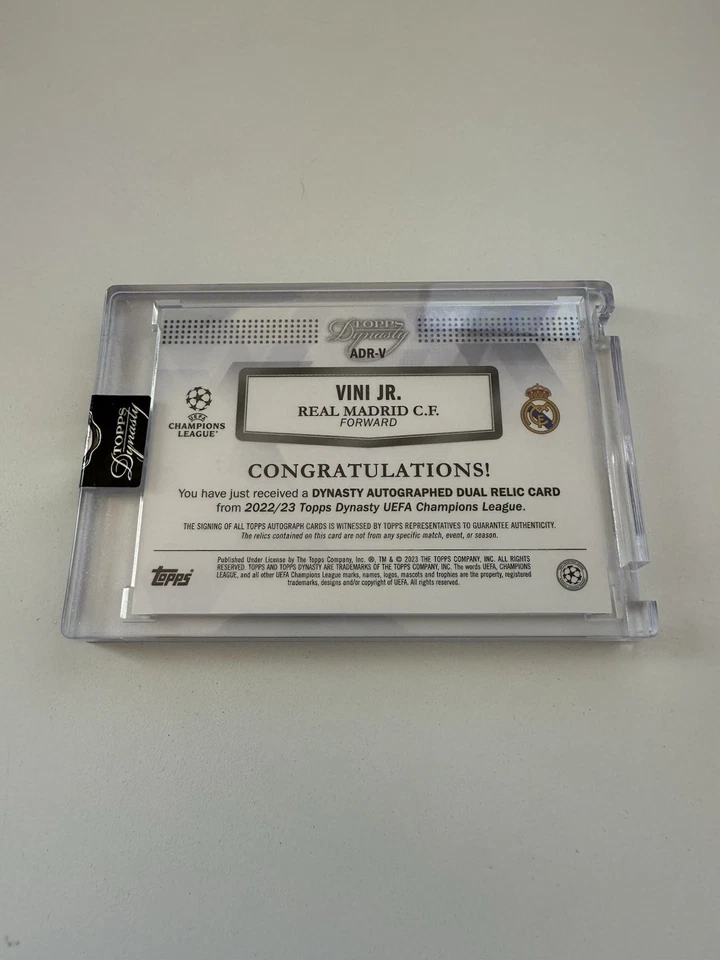 TOPPS
Dynasty
ADR-V
VINI JR.
REAL MADRID C.F.
FORWARD
UEFA
CHAMPIONS
LEAGUE®
TOPPS
Dynasty
CONGRATULATIONS!
You have just received a DYNASTY AUTOGRAPHED DUAL RELIC CARD
from 2022/23 Topps Dynasty UEFA Champions League.
THE SIGNING OF ALL TOPPS AUTOGRAPH CARDS IS WITNESSED BY TOPPS REPRESENTATIVES TO GUARANTEE AUTHENTICITY.
The relics contained on this card are not from any specific match, event, or season.
topps®
Published Under License by The Topps Company, Inc. ®, TM & © 2023 THE TOPPS COMPANY, INC. ALL RIGHTS
RESERVED. TOPPS AND TOPPS DYNASTY ARE TRADEMARKS OF THE TOPPS COMPANY, INC. The words UEFA, CHAMPIONS
LEAGUE, and all other UEFA Champions League marks, names, logos, mascots and trophies are the property, registered
trademarks, designs and/or copyright of UEFA. All rights reserved.